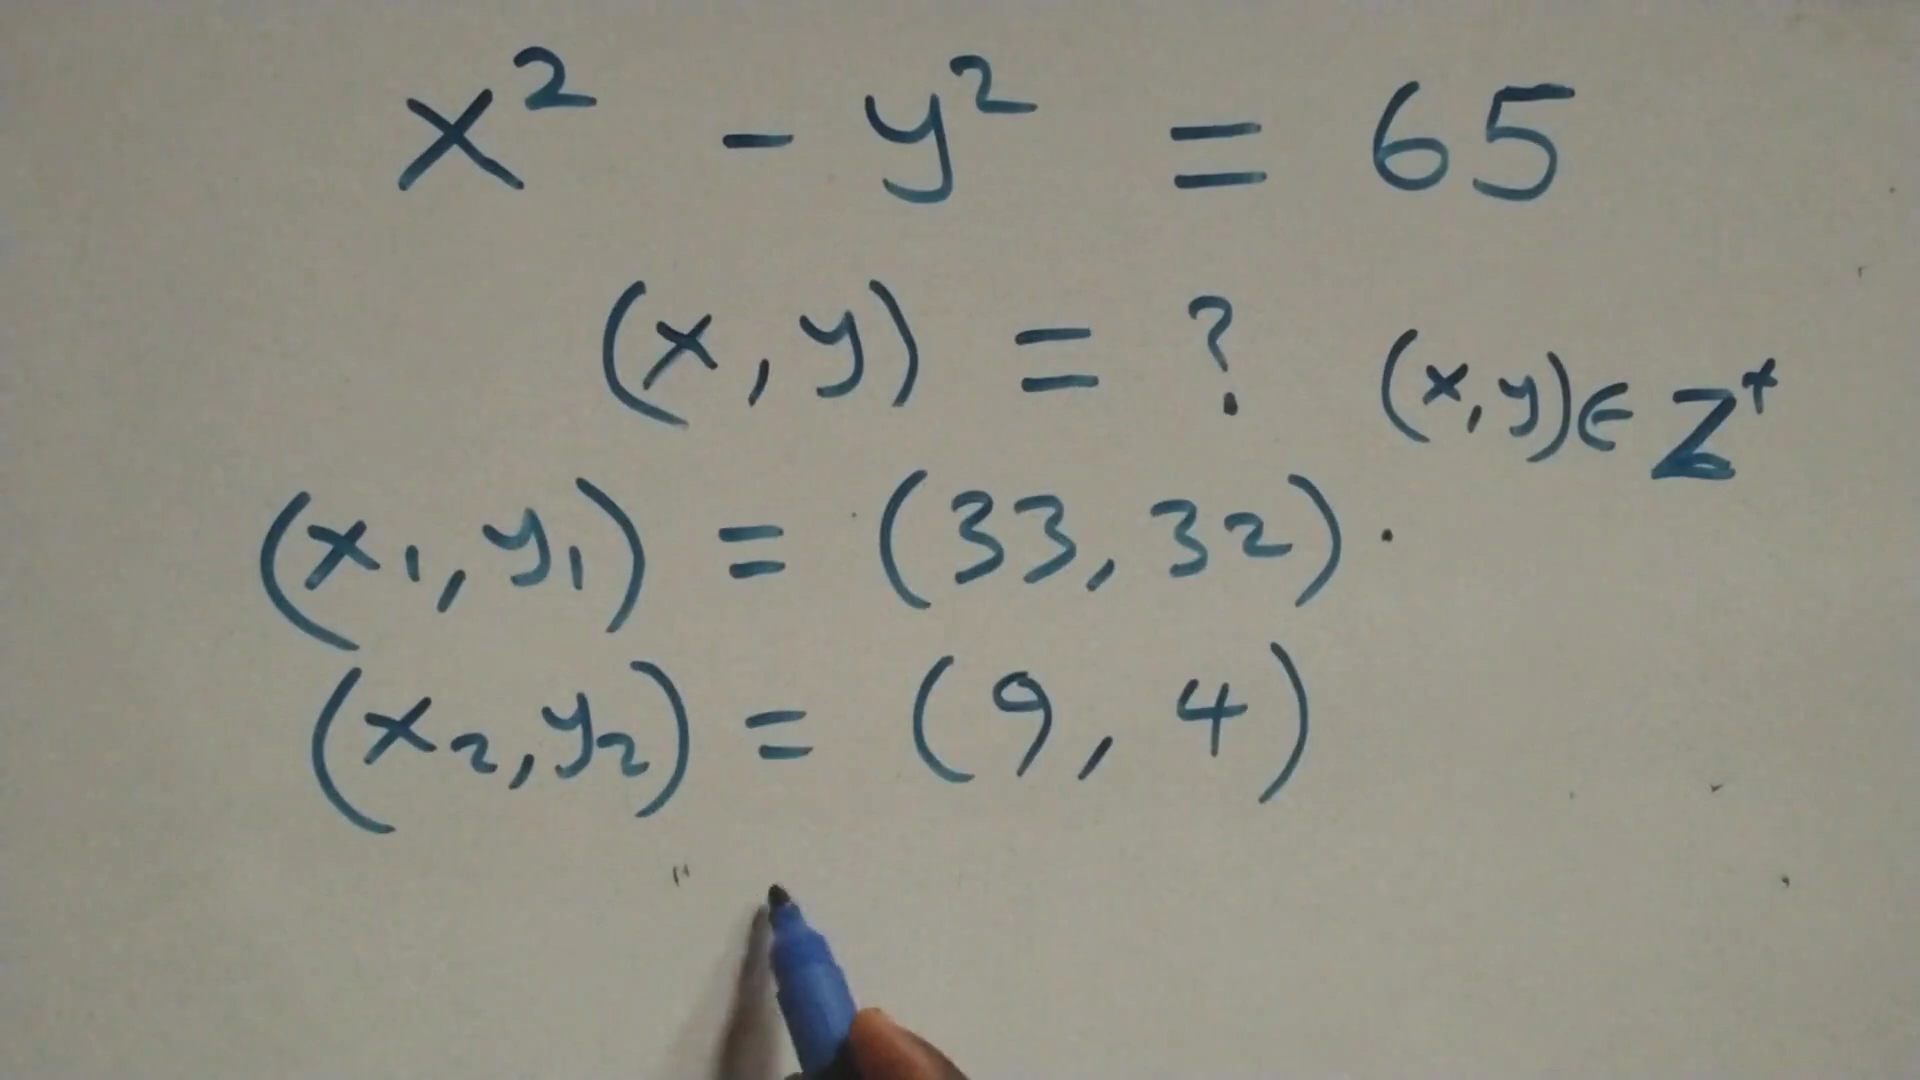 x² - y² = 65
(x, y) = ? (x, y) ∈ Z⁺
(x₁, y₁) = (33, 32).
(x₂, y₂) = (9, 4)